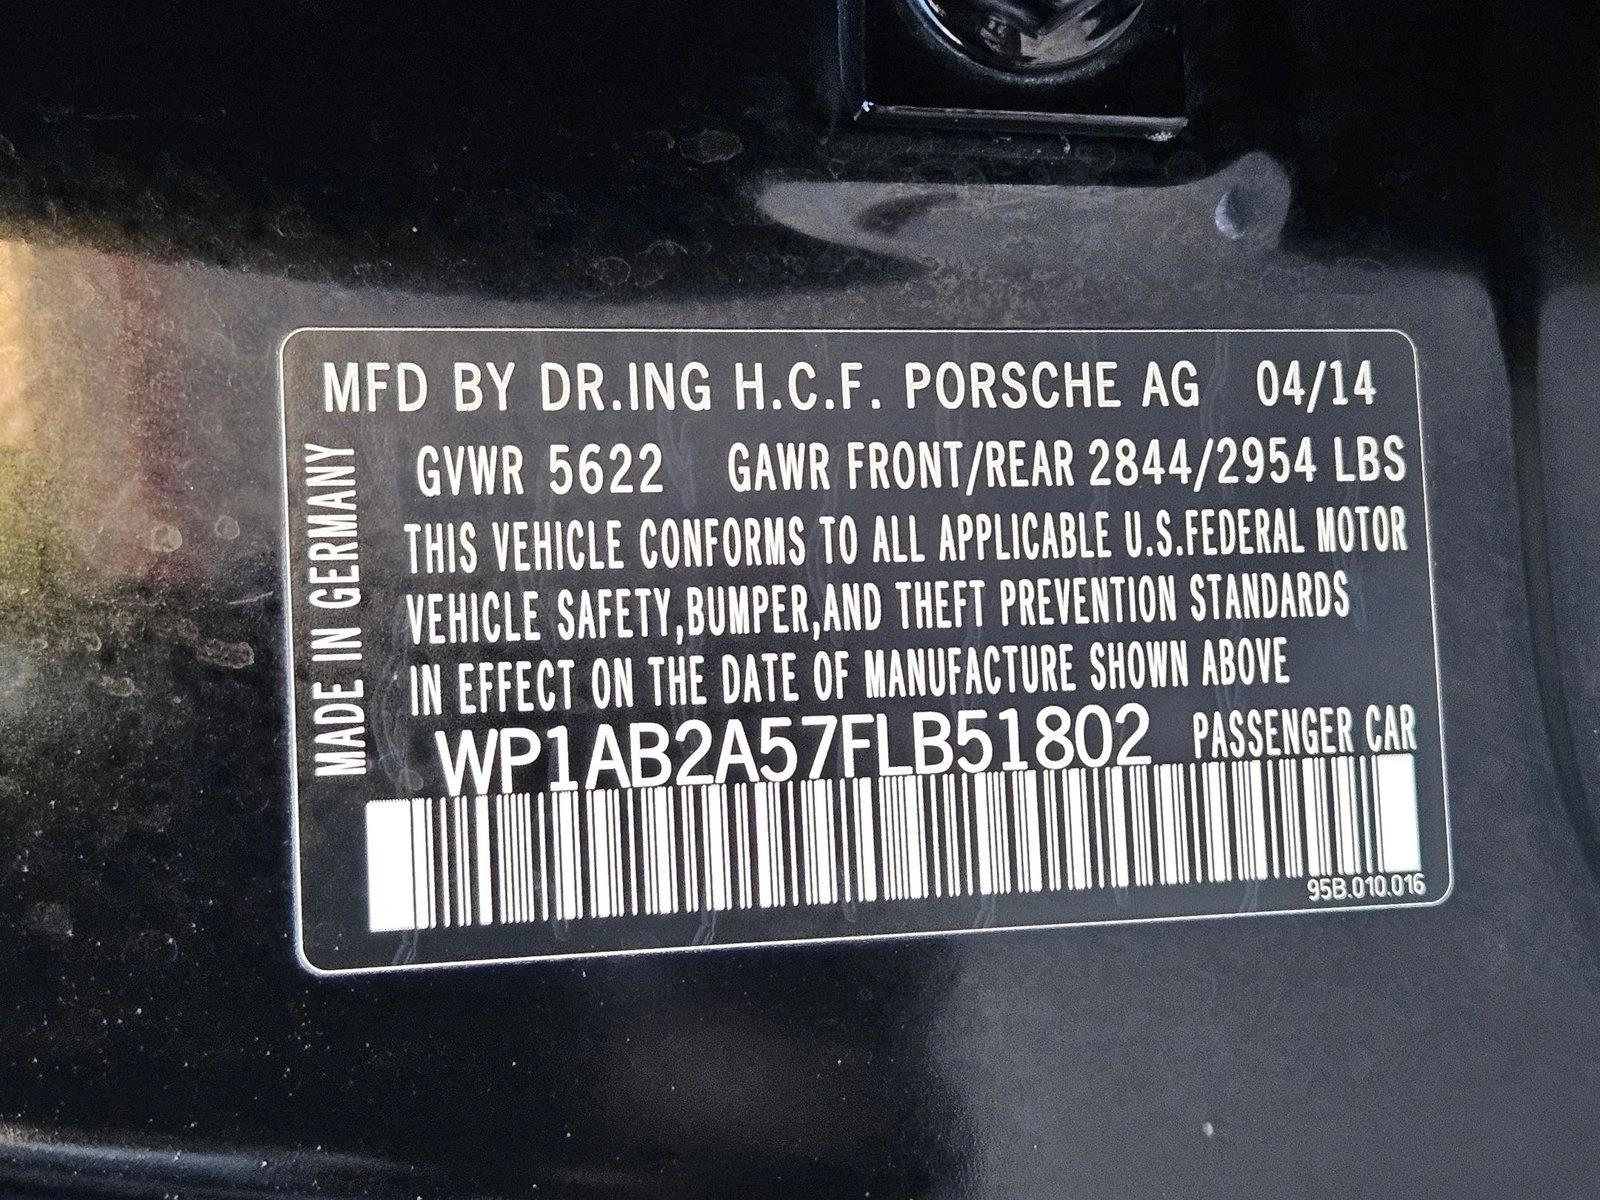 MFD BY DR.ING H.C.F. PORSCHE AG 04/14
GVWR 5622 GAWR FRONT/REAR 2844/2954 LBS
THIS VEHICLE CONFORMS TO ALL APPLICABLE U.S.FEDERAL MOTOR
VEHICLE SAFETY,BUMPER,AND THEFT PREVENTION STANDARDS
IN EFFECT ON THE DATE OF MANUFACTURE SHOWN ABOVE
WP1AB2A57FLB51802 PASSENGER CAR
95B.010.016
MADE IN GERMANY